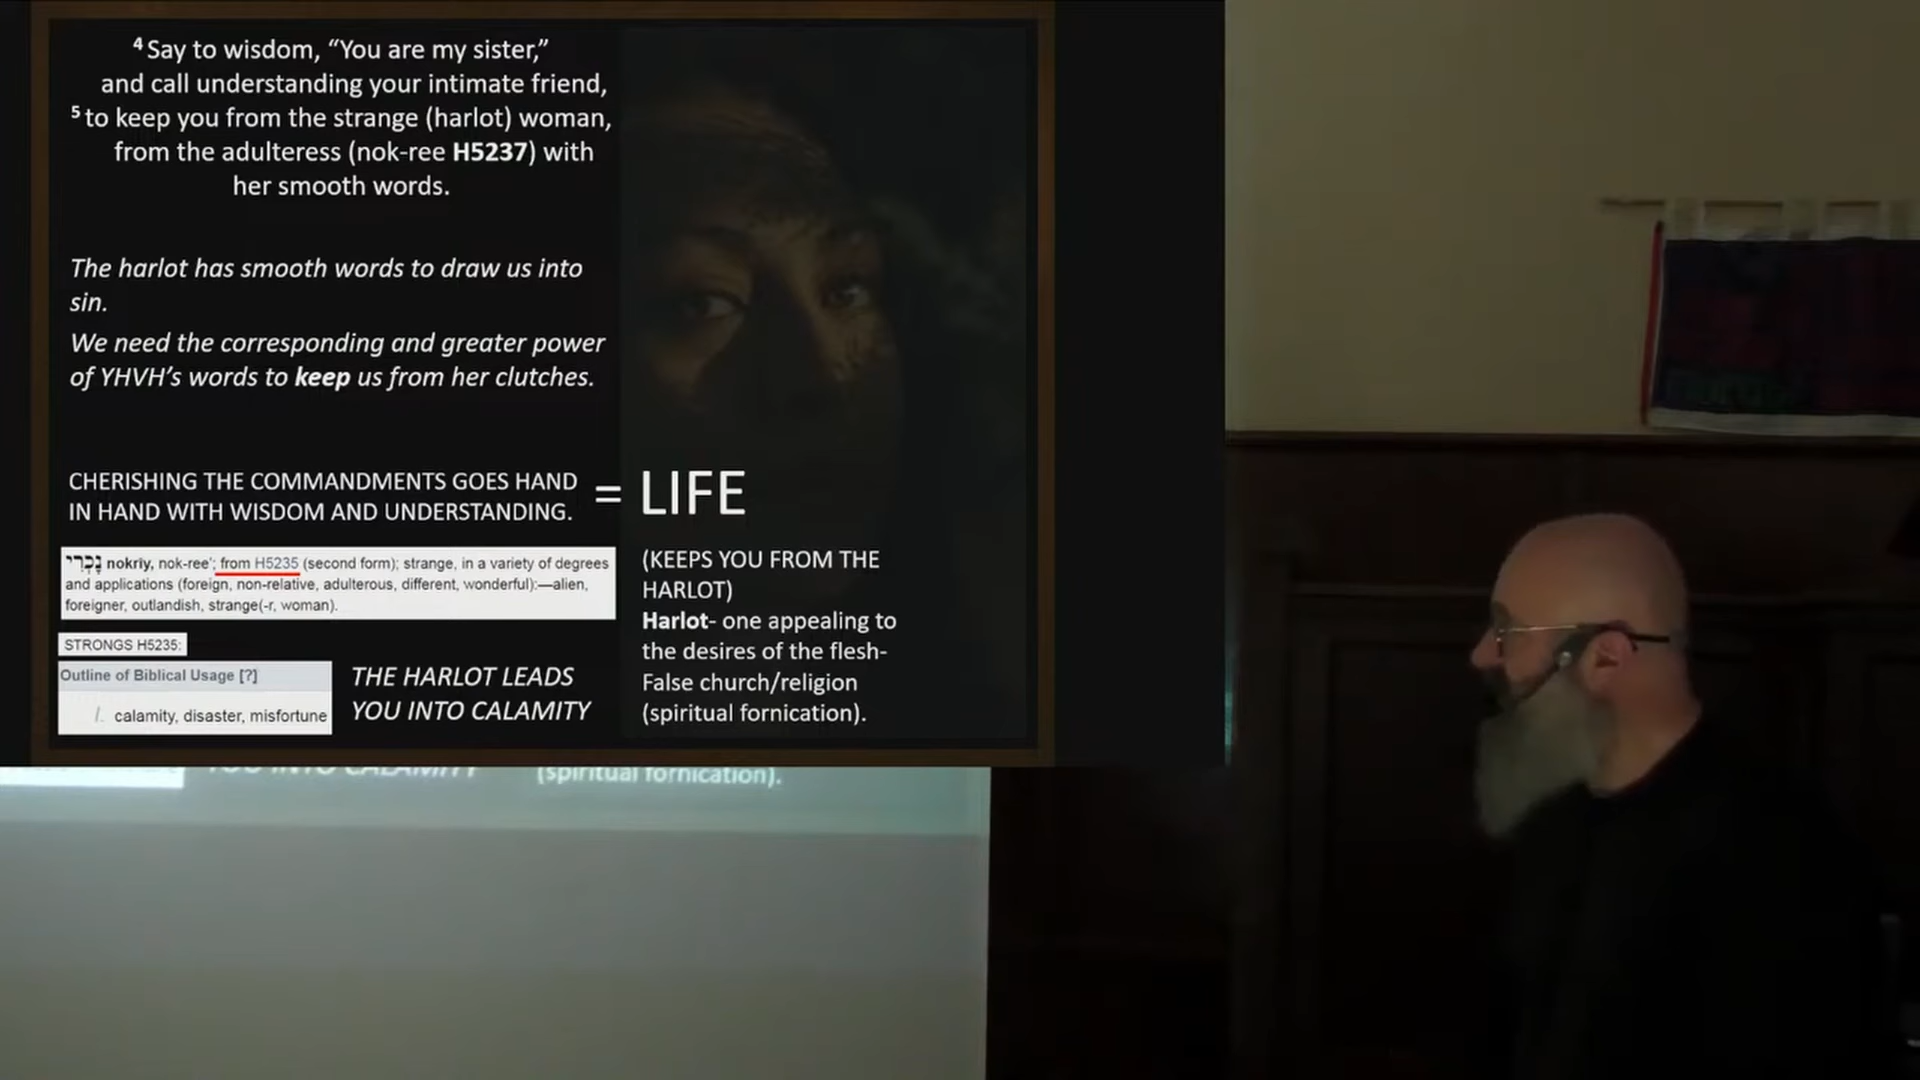 ⁴ Say to wisdom, “You are my sister,”
and call understanding your intimate friend,
⁵ to keep you from the strange (harlot) woman,
from the adulteress (nok-ree H5237) with
her smooth words.
The harlot has smooth words to draw us into
sin.
We need the corresponding and greater power
of YHVH’s words to keep us from her clutches.
CHERISHING THE COMMANDMENTS GOES HAND
IN HAND WITH WISDOM AND UNDERSTANDING.
= LIFE
נׇכְרִי nokrîy, nok-ree'; from H5235 (second form); strange, in a variety of degrees
and applications (foreign, non-relative, adulterous, different, wonderful):—alien,
foreigner, outlandish, strange(-r, woman).
STRONGS H5235:
Outline of Biblical Usage [?]
I. calamity, disaster, misfortune
THE HARLOT LEADS
YOU INTO CALAMITY
(KEEPS YOU FROM THE
HARLOT)
Harlot- one appealing to
the desires of the flesh-
False church/religion
(spiritual fornication).
YOU INTO CALAMITY
(spiritual fornication).